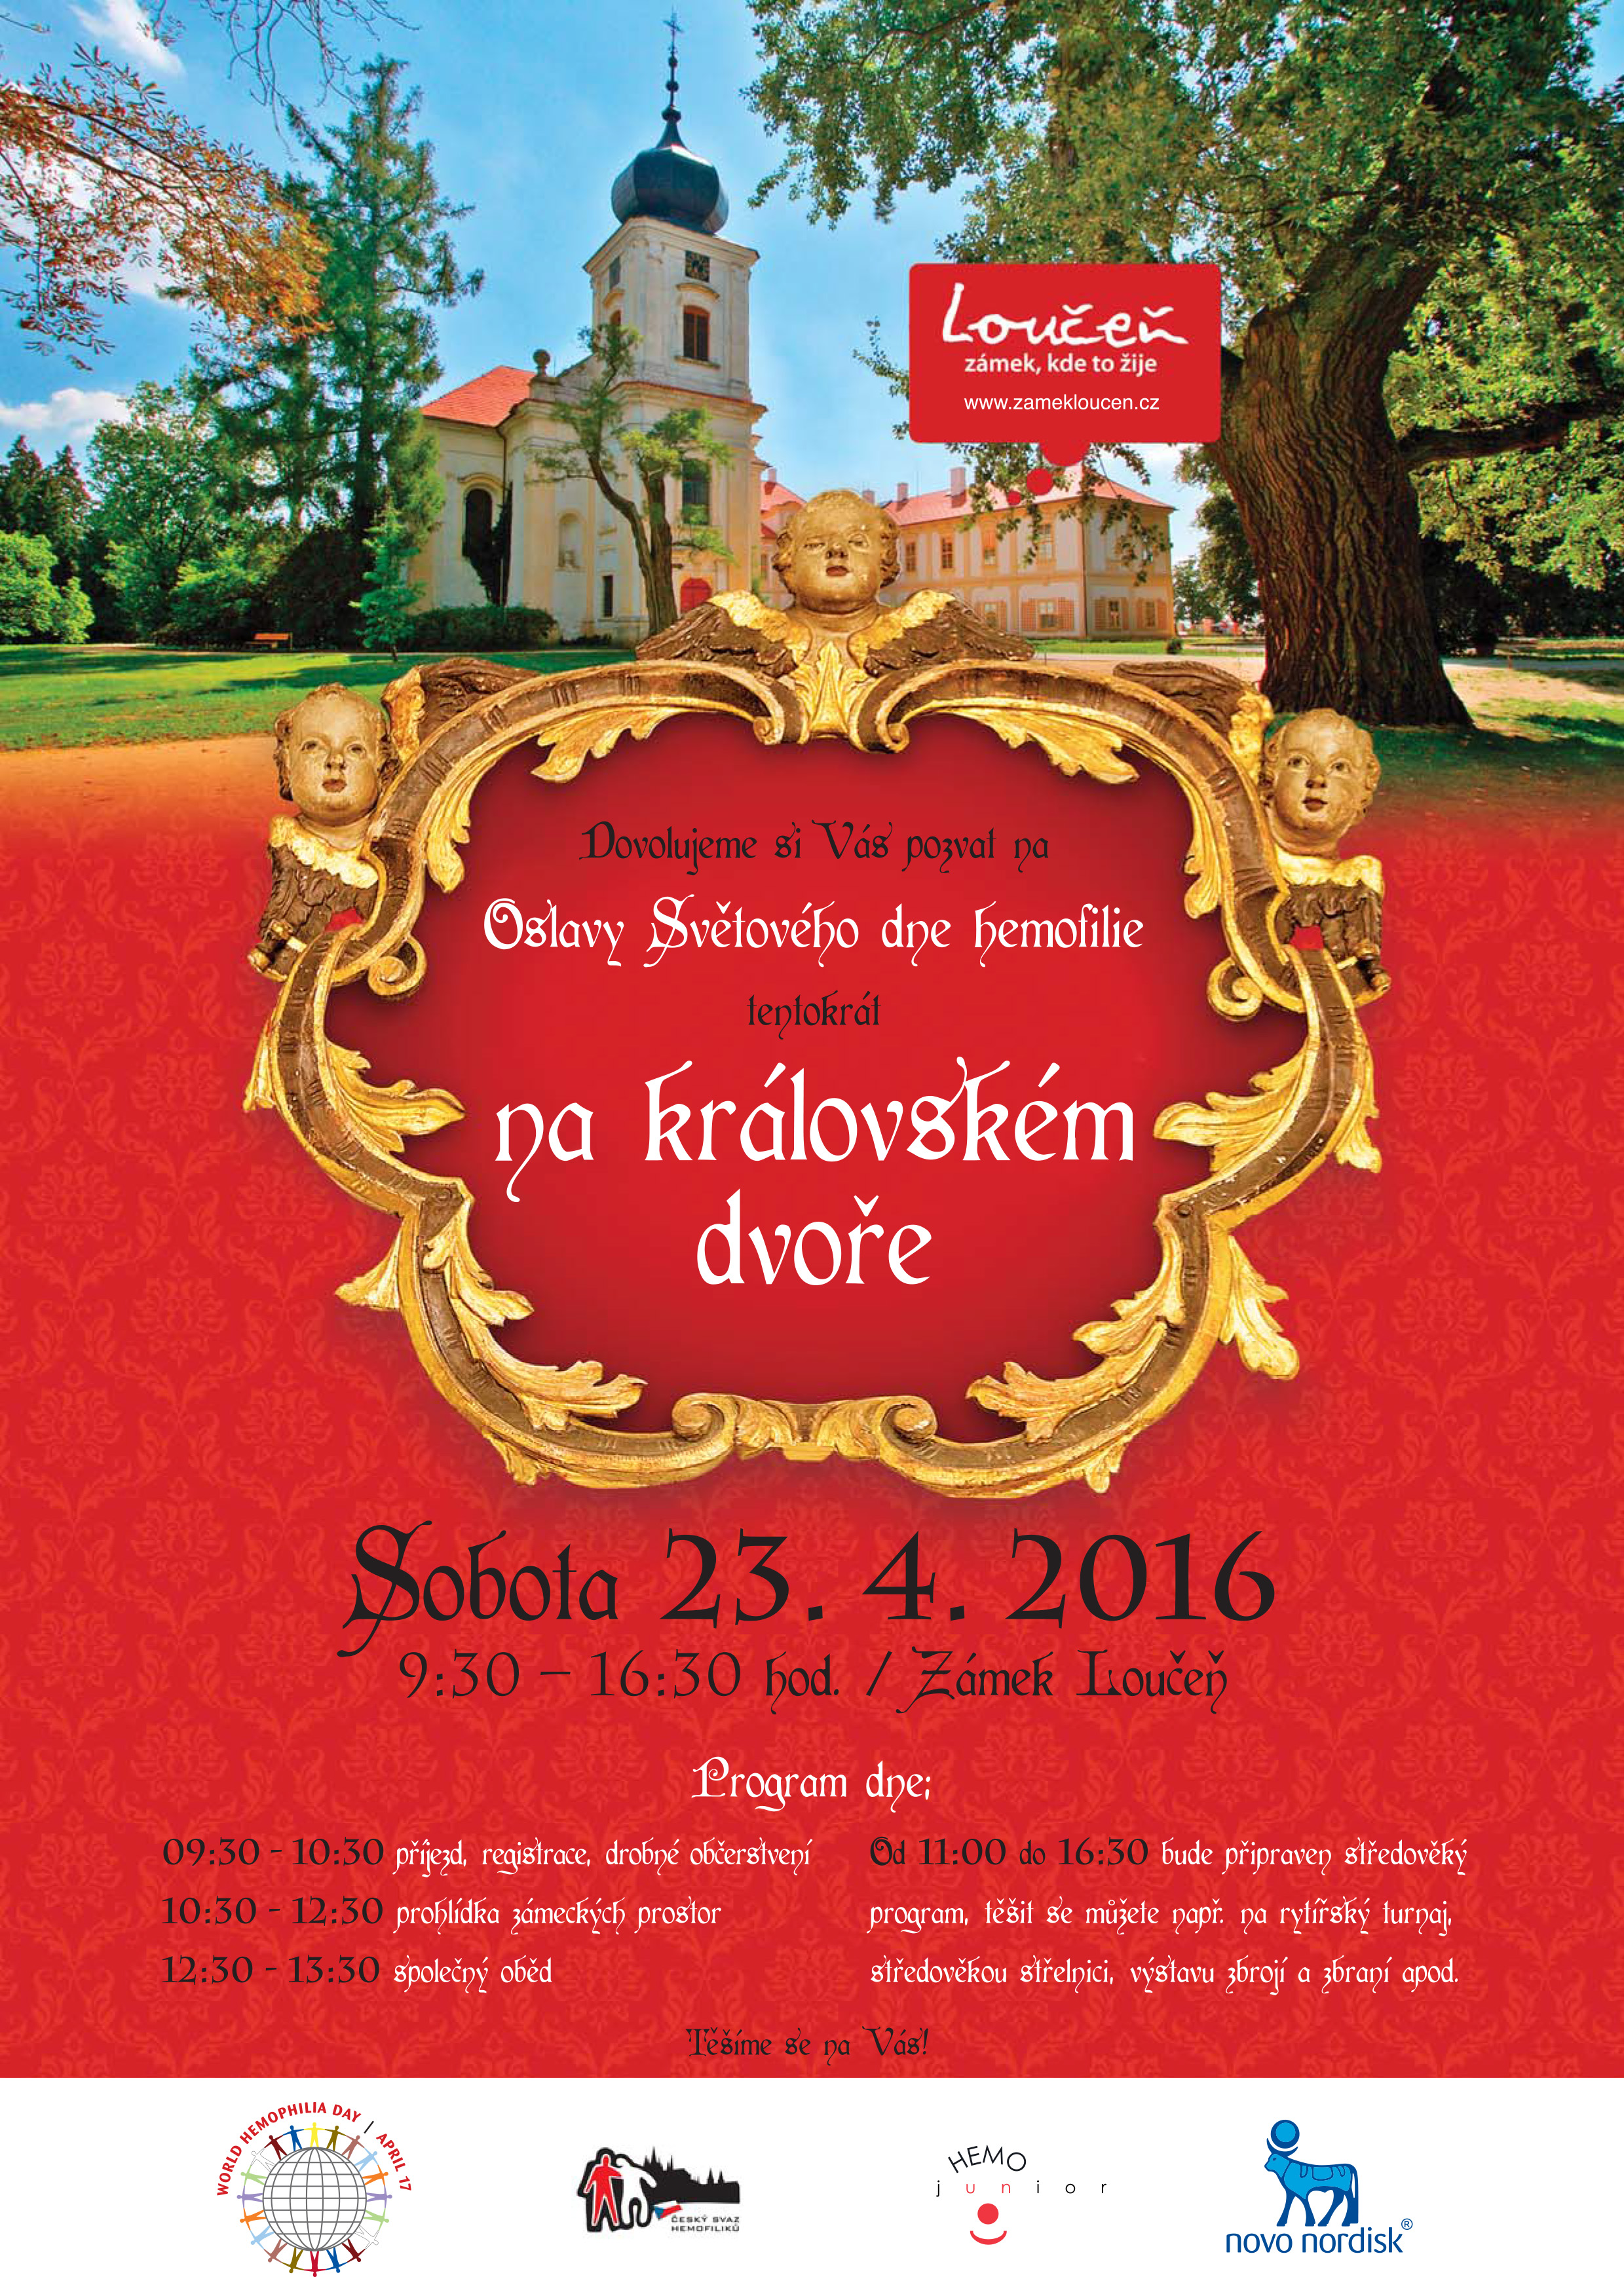 Loučeň
zámek, kde to žije
www.zamekloucen.cz
Dovolujeme si Vás pozvat na
Oslavy Světového dne hemofilie
tentokrát
na královském
dvoře
Sobota 23. 4. 2016
9:30 – 16:30 hod. / Zámek Loučeň
Program dne:
09:30 - 10:30 příjezd, registrace, drobné občerstvení
10:30 - 12:30 prohlídka zámeckých prostor
12:30 - 13:30 společný oběd
Od 11:00 do 16:30 bude připraven středověký
program, těšit se můžete např. na rytířský turnaj,
středověkou střelnici, výstavu zbrojí a zbraní apod.
Těšíme se na Vás!
WORLD HEMOPHILIA DAY / APRIL 17
ČESKÝ SVAZ
HEMOFILIKŮ
HEMO
junior
novo nordisk®